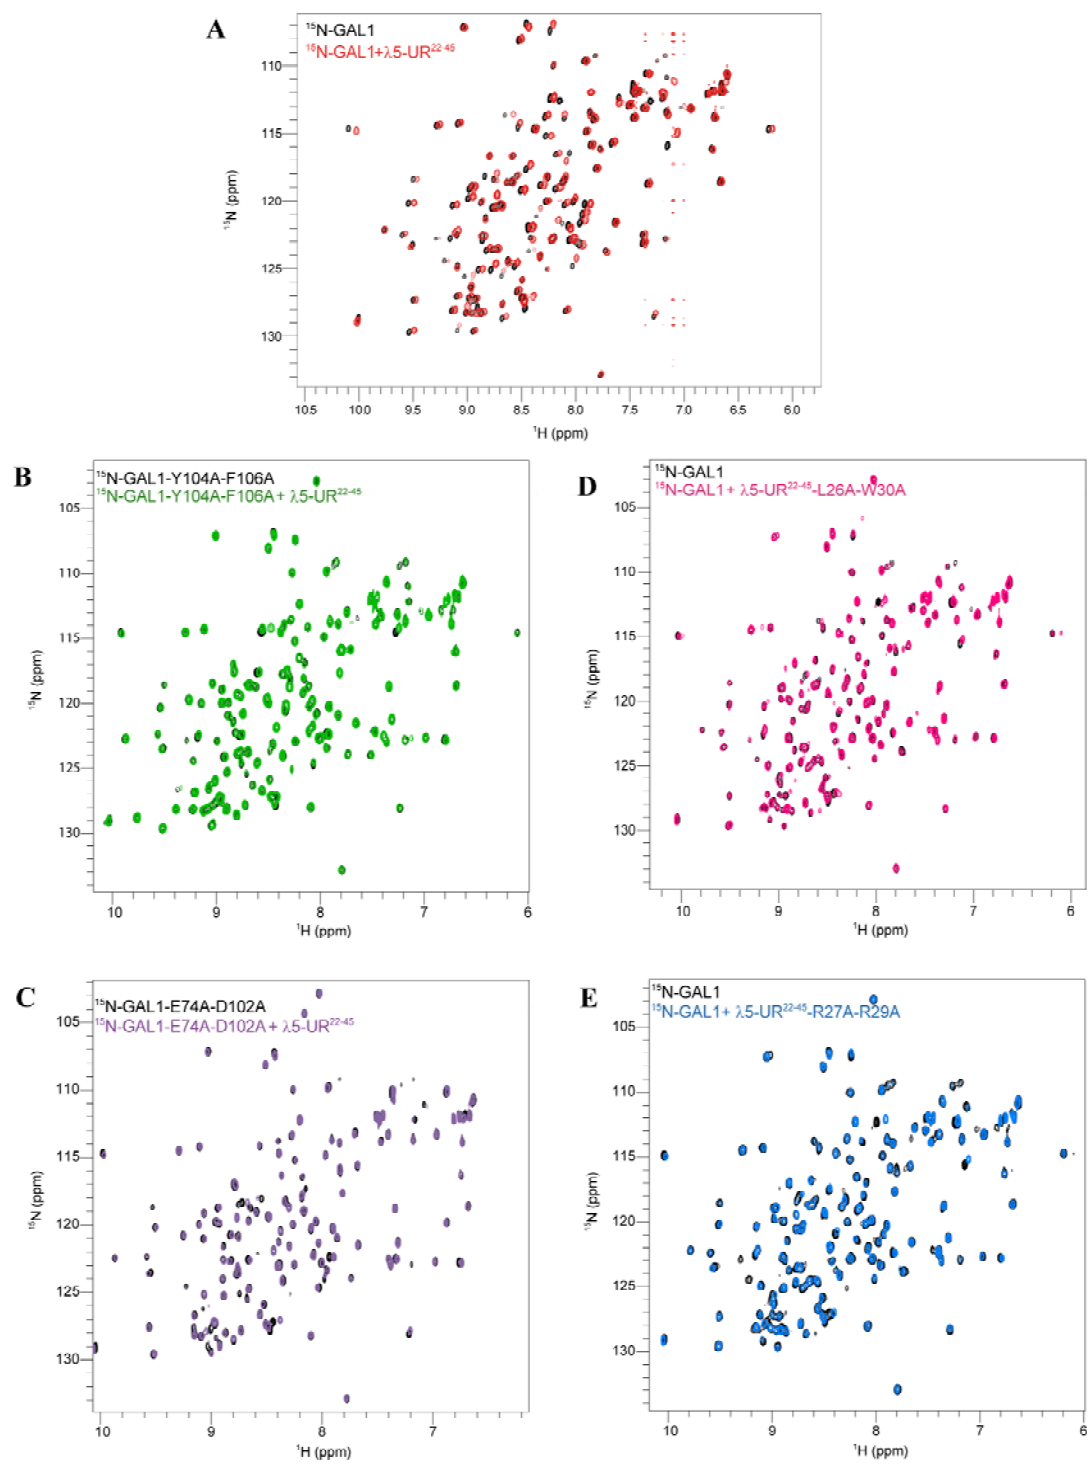 A
¹⁵N-GAL1
¹⁵N-GAL1+λ5-UR²²⁻⁴⁵
110
115
120
125
130
¹⁵N (ppm)
10.5 10.0 9.5 9.0 8.5 8.0 7.5 7.0 6.5 6.0
¹H (ppm)
B
¹⁵N-GAL1-Y104A-F106A
¹⁵N-GAL1-Y104A-F106A + λ5-UR²²⁻⁴⁵
105
110
115
120
125
130
¹⁵N (ppm)
10 9 8 7 6
¹H (ppm)
D
¹⁵N-GAL1
¹⁵N-GAL1 + λ5-UR²²⁻⁴⁵-L26A-W30A
105
110
115
120
125
130
¹⁵N (ppm)
10 9 8 7 6
¹H (ppm)
C
¹⁵N-GAL1-E74A-D102A
¹⁵N-GAL1-E74A-D102A + λ5-UR²²⁻⁴⁵
105
110
115
120
125
130
¹⁵N (ppm)
10 9 8 7
¹H (ppm)
E
¹⁵N-GAL1
¹⁵N-GAL1+ λ5-UR²²⁻⁴⁵-R27A-R29A
105
110
115
120
125
130
¹⁵N (ppm)
10 9 8 7 6
¹H (ppm)